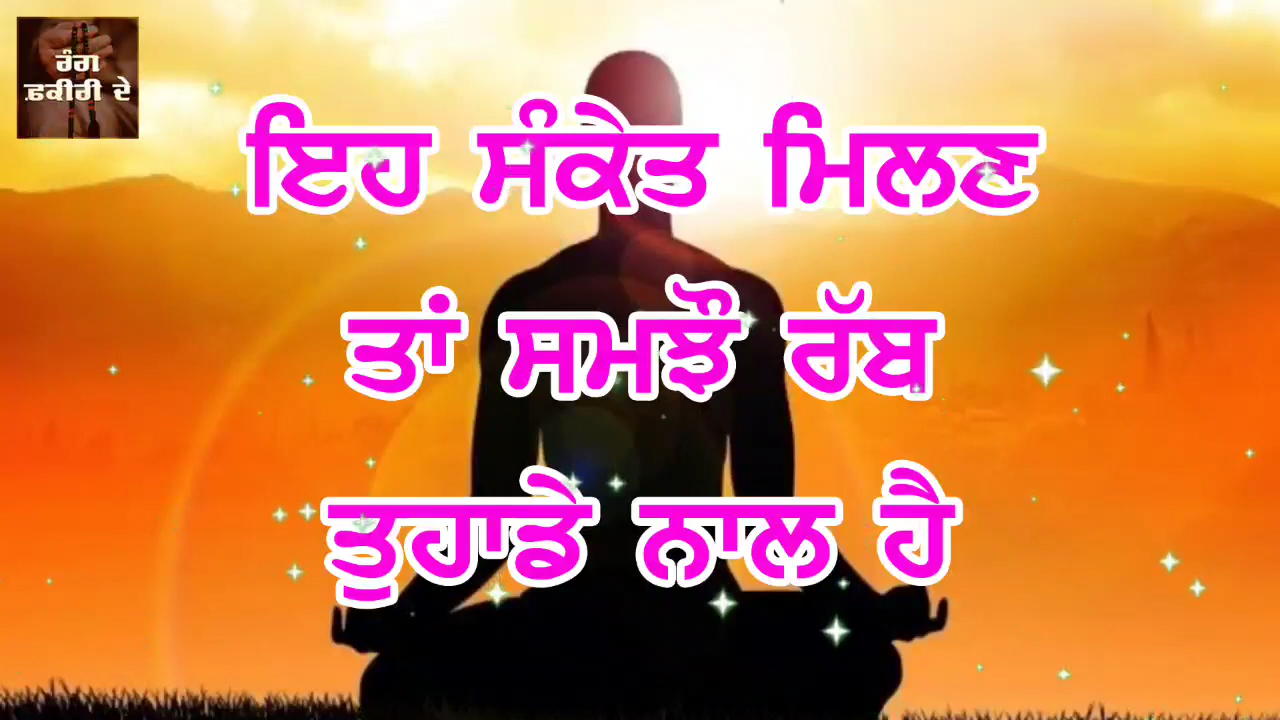 ਰੰਗ
ਫ਼ਕੀਰੀ ਦੇ
ਇਹ ਸੰਕੇਤ ਮਿਲਣ
ਤਾਂ ਸਮਝੌ ਰੱਬ
ਤੁਹਾਡੇ ਨਾਲ ਹੈ